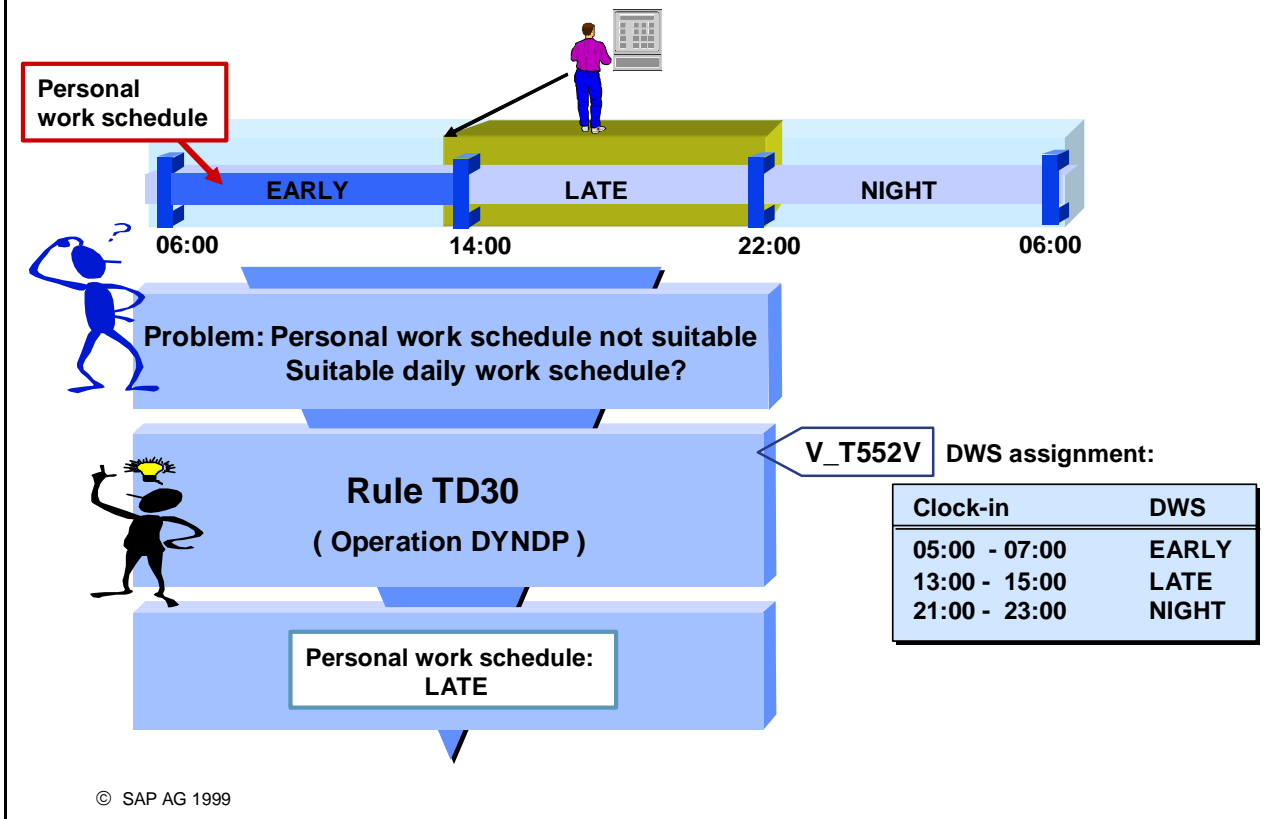 Personal
work schedule
EARLY
LATE
NIGHT
06:00
14:00
22:00
06:00
?
Problem: Personal work schedule not suitable
Suitable daily work schedule?
Rule TD30
( Operation DYNDP )
V_T552V
DWS assignment:
Clock-in DWS
05:00 - 07:00 EARLY
13:00 - 15:00 LATE
21:00 - 23:00 NIGHT
Personal work schedule:
LATE
© SAP AG 1999